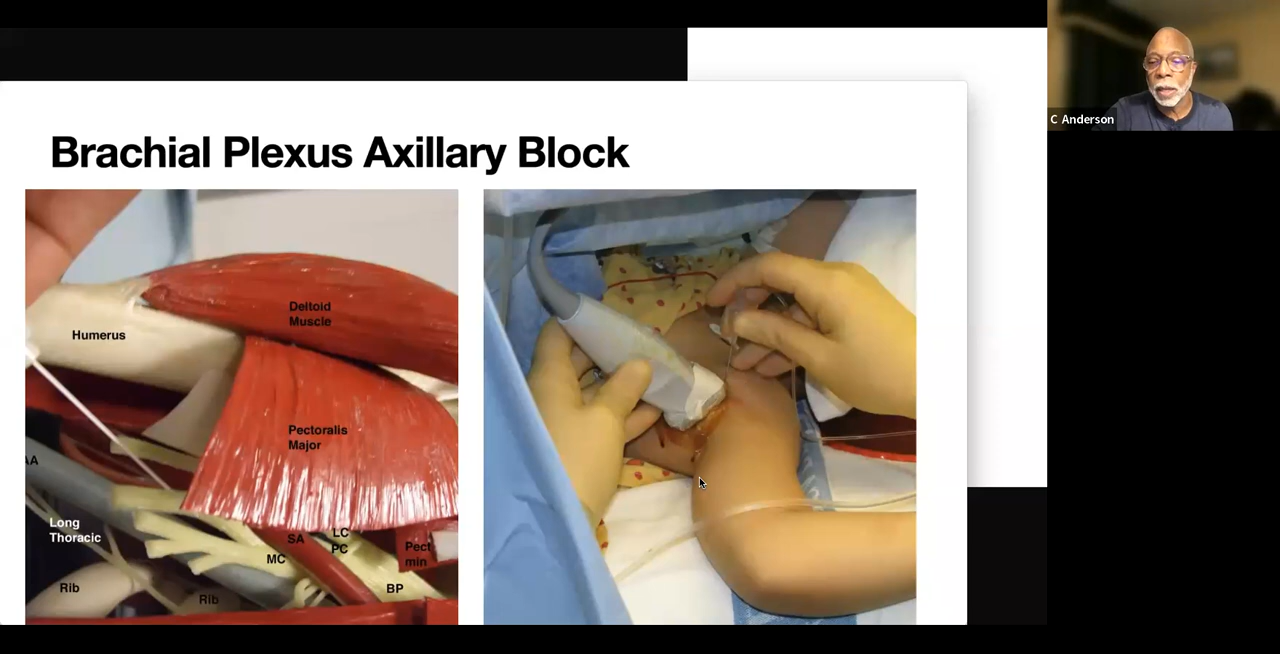 Brachial Plexus Axillary Block
C Anderson
Humerus
Deltoid
Muscle
Pectoralis
Major
AA
Long
Thoracic
SA
LC
PC
MC
Pect
min
Rib
Rib
BP